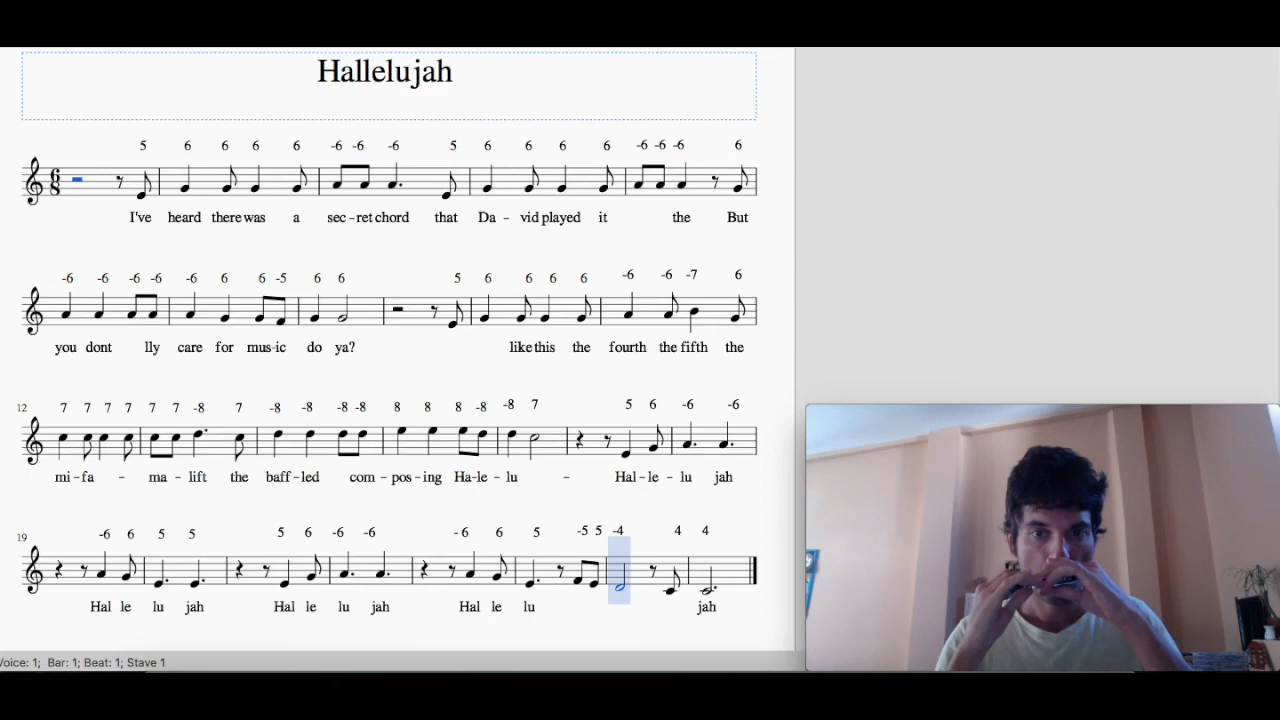 Hallelujah
5 6 6 6 6 -6 -6 -6 5 6 6 6 6 -6 -6 -6 6
6 8
I've heard there was a sec-ret chord that Da-vid played it the But
-6 -6 -6 -6 -6 6 6 -5 6 6 5 6 6 6 6 -6 -6 -7 6
you dont lly care for mus-ic do ya? like this the fourth the fifth the
12 7 7 7 7 7 7 -8 7 -8 -8 -8 -8 8 8 8 -8 -8 7 5 6 -6 -6
mi-fa - ma-lift the baff-led com-pos-ing Ha-le-lu - Hal-le-lu jah
19 -6 6 5 5 5 6 -6 -6 -6 6 5 -5 5 -4 4 4
Hal le lu jah Hal le lu jah Hal le lu jah
Voice: 1; Bar: 1; Beat: 1; Stave 1